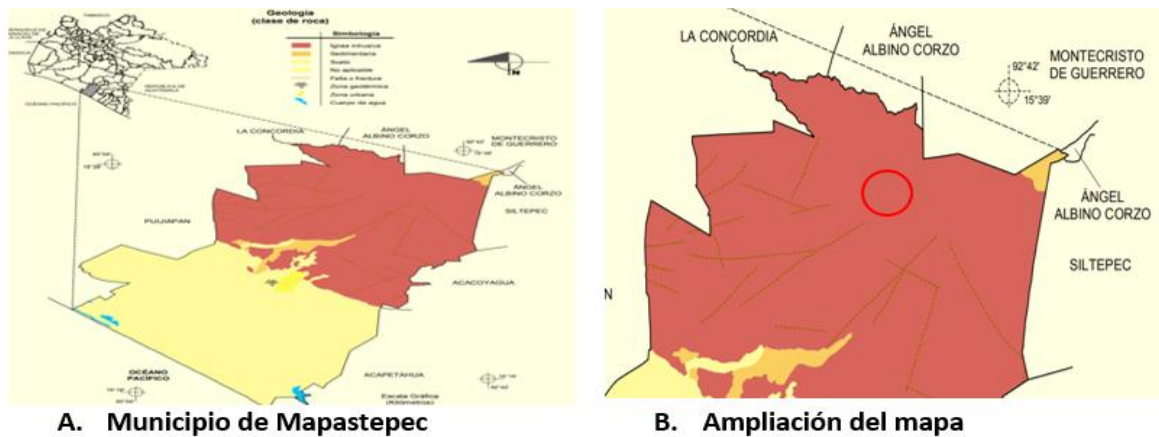 Geología
(clase de roca)
Simbología
Ígnea intrusiva
Sedimentaria
Suelo
No aplicable
Falla o fractura
Zona geotérmica
Zona urbana
Cuerpo de agua
N
OCÉANO PACÍFICO
LA CONCORDIA
ÁNGEL
ALBINO CORZO
MONTECRISTO
DE GUERRERO
ÁNGEL
ALBINO CORZO
SILTEPEC
PIJIJIAPAN
ACACOYAGUA
OCÉANO
PACÍFICO
ACAPETAHUA
Escala Gráfica
(Kilómetros)
A. Municipio de Mapastepec
LA CONCORDIA
ÁNGEL
ALBINO CORZO
MONTECRISTO
DE GUERRERO
92°42'
15°39'
ÁNGEL
ALBINO CORZO
SILTEPEC
N
B. Ampliación del mapa